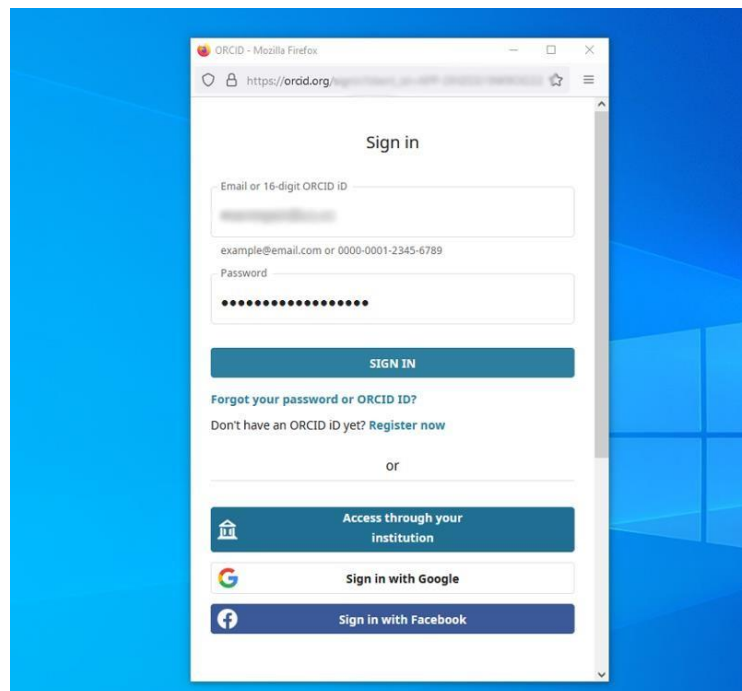 ORCID - Mozilla Firefox
https://orcid.org/
Sign in
Email or 16-digit ORCID iD
example@email.com or 0000-0001-2345-6789
Password
SIGN IN
Forgot your password or ORCID ID?
Don't have an ORCID iD yet? Register now
or
Access through your
institution
Sign in with Google
Sign in with Facebook